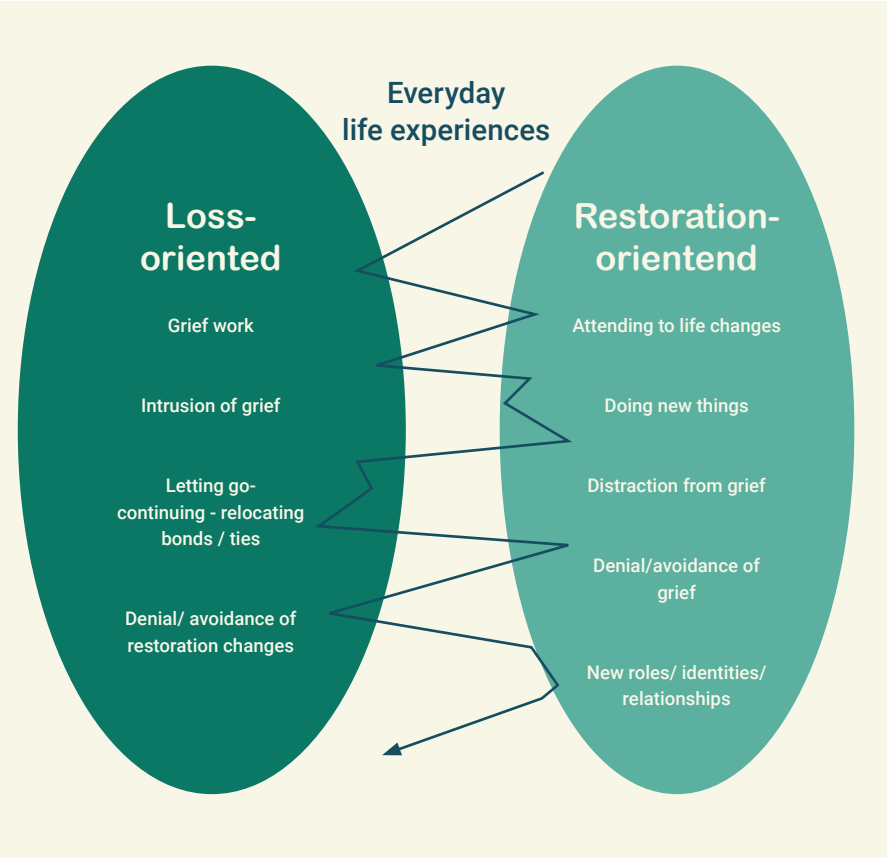 Everyday
life experiences
Loss-
oriented
Grief work
Intrusion of grief
Letting go-
continuing - relocating
bonds / ties
Denial/ avoidance of
restoration changes
Restoration-
orientend
Attending to life changes
Doing new things
Distraction from grief
Denial/avoidance of
grief
New roles/ identities/
relationships